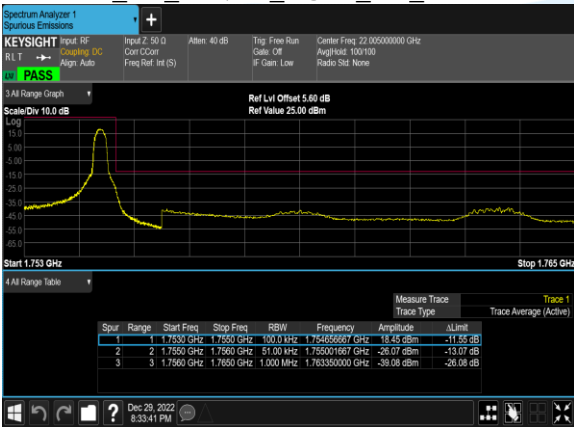 Spectrum Analyzer 1
Spurious Emissions
+
KEYSIGHT Input: RF Input Z: 50 Ω Atten: 40 dB Trig: Free Run Center Freq: 22.005000000 GHz
RLT Coupling: DC Corr CCorr Gate: Off Avg|Hold: 100/100
Align: Auto Freq Ref: Int (S) IF Gain: Low Radio Std: None
PASS
3 All Range Graph
Ref Lvl Offset 5.60 dB
Scale/Div 10.0 dB Ref Value 25.00 dBm
Log
15.0
5.00
-5.00
-15.0
-25.0
-35.0
-45.0
-55.0
-65.0
Start 1.753 GHz Stop 1.765 GHz
4 All Range Table
Measure Trace Trace 1
Trace Type Trace Average (Active)
Spur Range Start Freq Stop Freq RBW Frequency Amplitude ΔLimit
1 1 1.7530 GHz 1.7550 GHz 100.0 kHz 1.754656667 GHz 18.45 dBm -11.55 dB
2 2 1.7550 GHz 1.7560 GHz 51.00 kHz 1.755001667 GHz -26.07 dBm -13.07 dB
3 3 1.7560 GHz 1.7650 GHz 1.000 MHz 1.763350000 GHz -39.08 dBm -26.08 dB
? Dec 29, 2022
8:33:41 PM